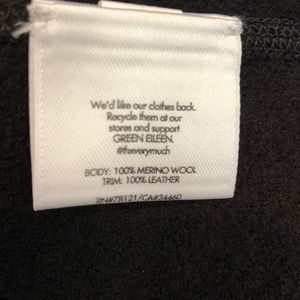 We'd like our clothes back.
Recycle them at our
stores and support
GREEN EILEEN.
#thxverymuch
BODY: 100% MERINO WOOL
TRIM: 100% LEATHER
RN#78121/CA#34460